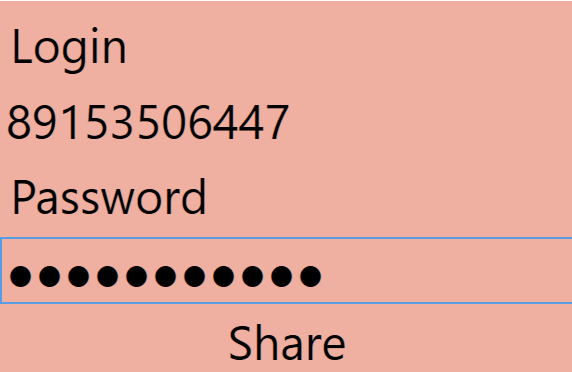 Login
89153506447
Password
●●●●●●●●●●●
Share